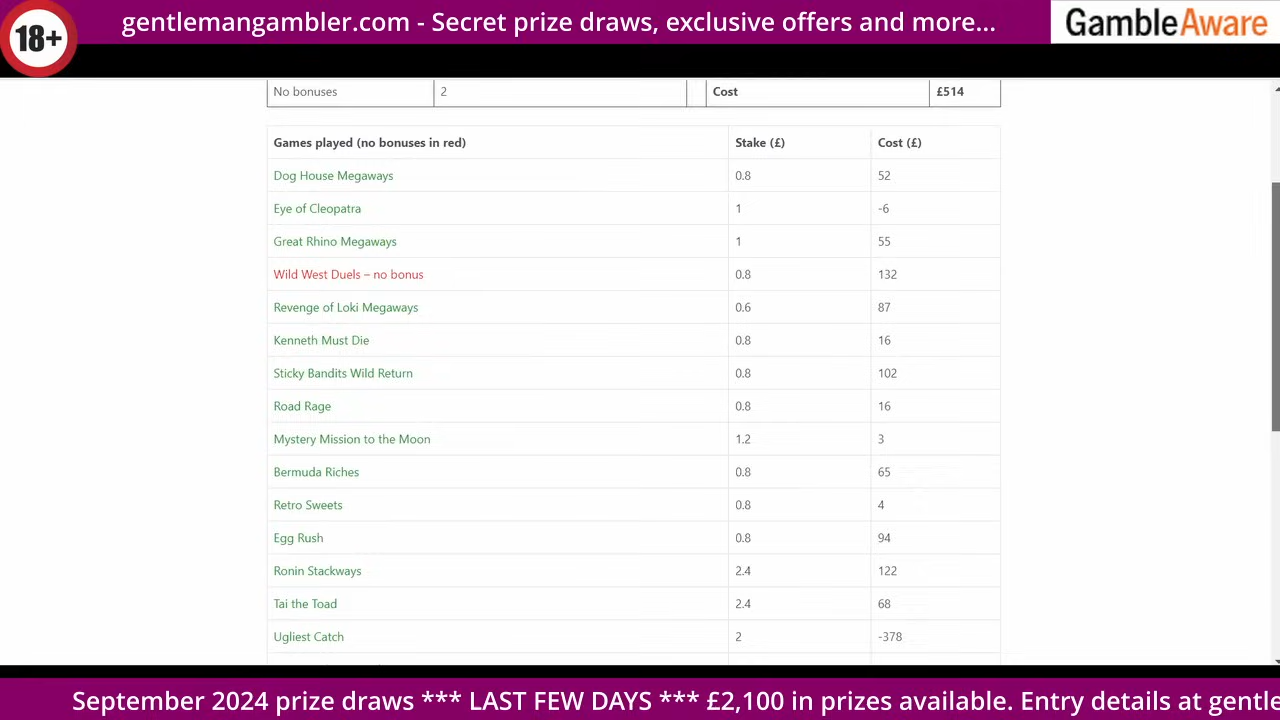 gentlemangambler.com - Secret prize draws, exclusive offers and more...
18+
GambleAware
No bonuses 2 Cost £514
Games played (no bonuses in red) Stake (£) Cost (£)
Dog House Megaways 0.8 52
Eye of Cleopatra 1 -6
Great Rhino Megaways 1 55
Wild West Duels – no bonus 0.8 132
Revenge of Loki Megaways 0.6 87
Kenneth Must Die 0.8 16
Sticky Bandits Wild Return 0.8 102
Road Rage 0.8 16
Mystery Mission to the Moon 1.2 3
Bermuda Riches 0.8 65
Retro Sweets 0.8 4
Egg Rush 0.8 94
Ronin Stackways 2.4 122
Tai the Toad 2.4 68
Ugliest Catch 2 -378
September 2024 prize draws *** LAST FEW DAYS *** £2,100 in prizes available. Entry details at gentle